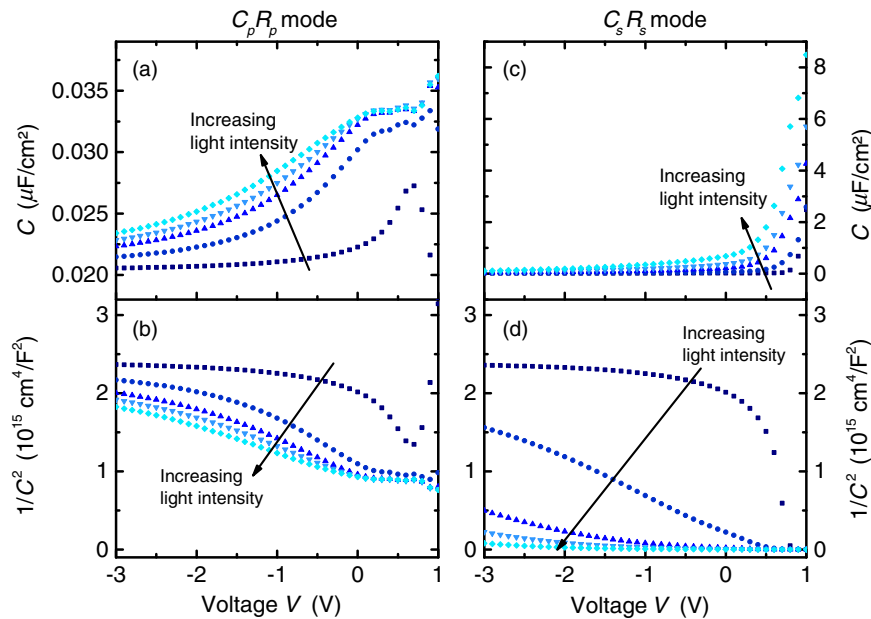 C_pR_p mode
C_sR_s mode
(a)
Increasing
light intensity
0.035
0.030
0.025
0.020
C (μF/cm²)
(c)
Increasing
light intensity
8
6
4
2
0
C (μF/cm²)
(b)
Increasing
light intensity
3
2
1
0
1/C² (10¹⁵ cm⁴/F²)
(d)
Increasing
light intensity
3
2
1
0
1/C² (10¹⁵ cm⁴/F²)
-3 -2 -1 0 1
-3 -2 -1 0 1
Voltage V (V)
Voltage V (V)